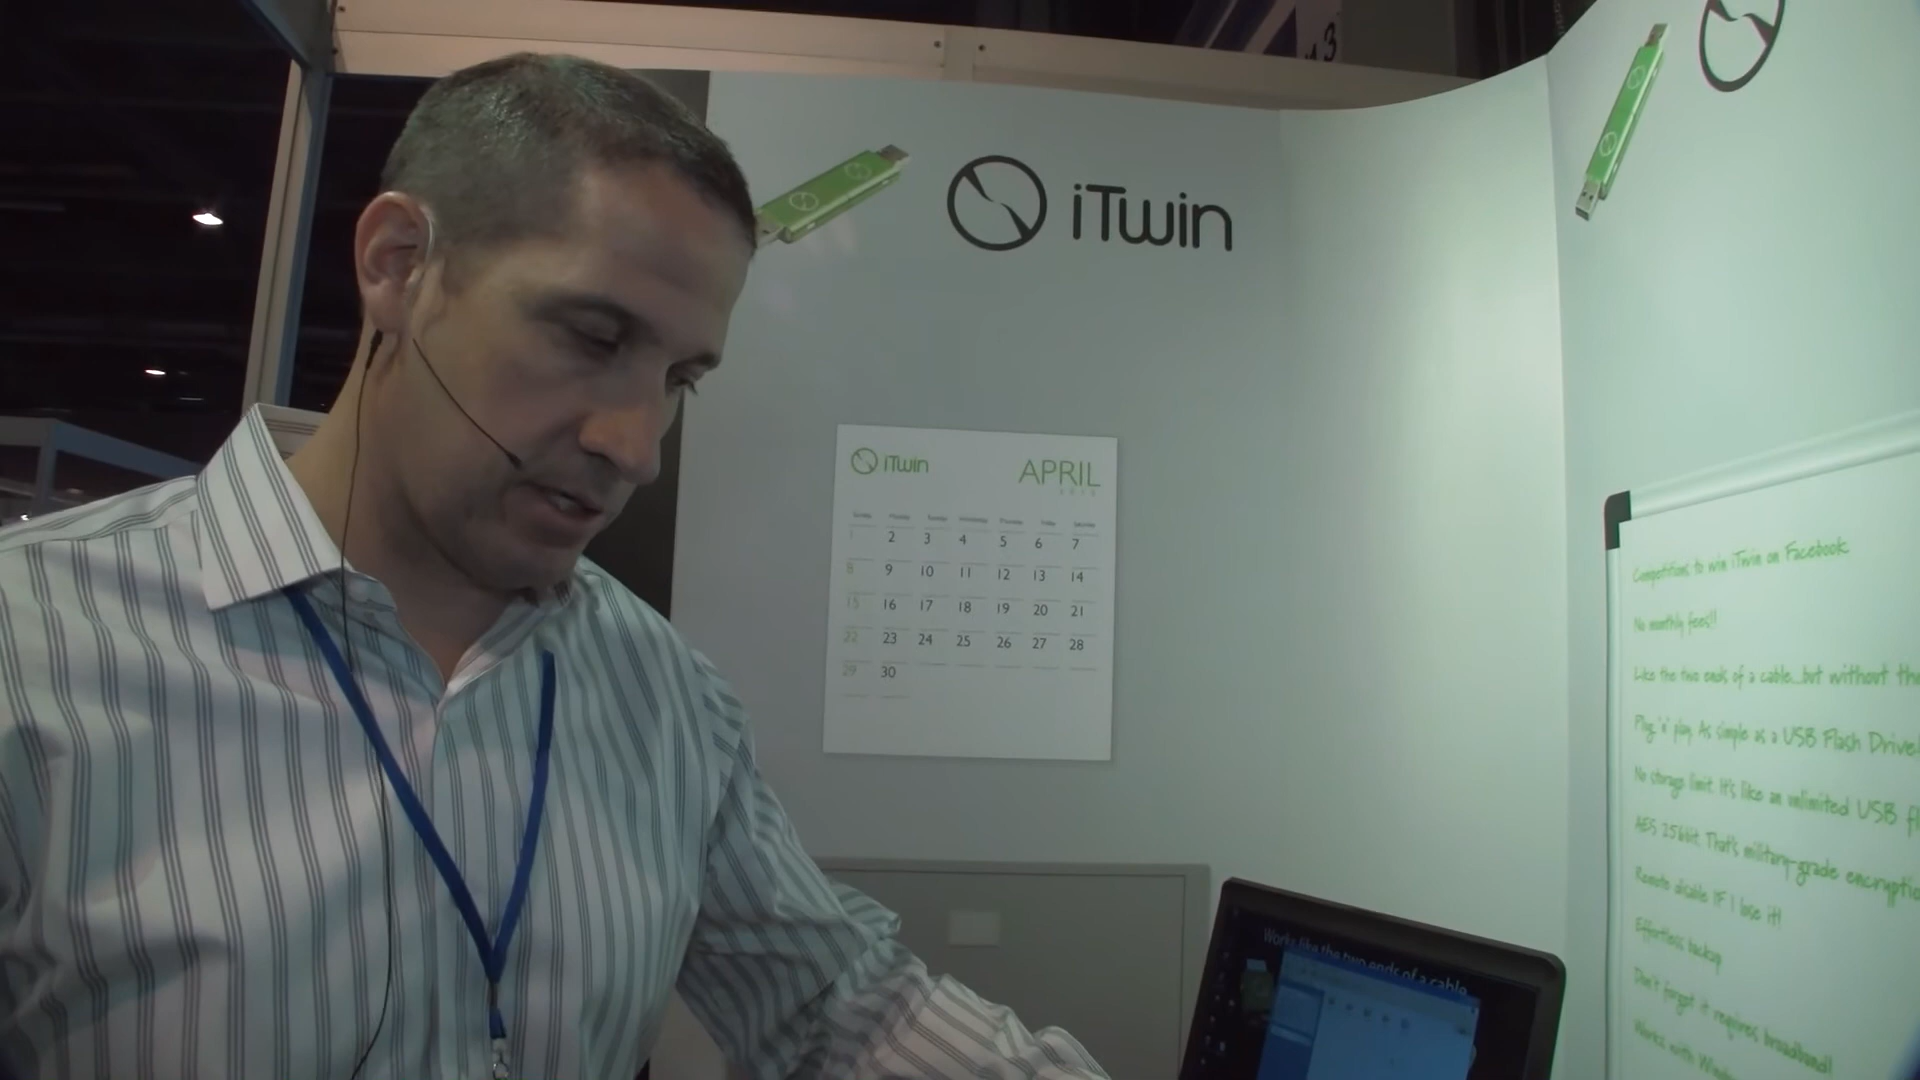 3
iTwin
iTwin APRIL
2 3 4 5 6 7
8 9 10 11 12 13 14
15 16 17 18 19 20 21
22 23 24 25 26 27 28
29 30
Competitions to win iTwin on Facebook
No monthly fees!!
Like the two ends of a cable...but without the
Plug 'n' play. As simple as a USB Flash Drive!
No storage limit. It's like an unlimited USB fl
AES 256bit. That's military-grade encryptio
Remote disable IF I lose it!
Effortless backup
Don't forget it requires broadband!
Works with Window
Works like the two ends of a cable